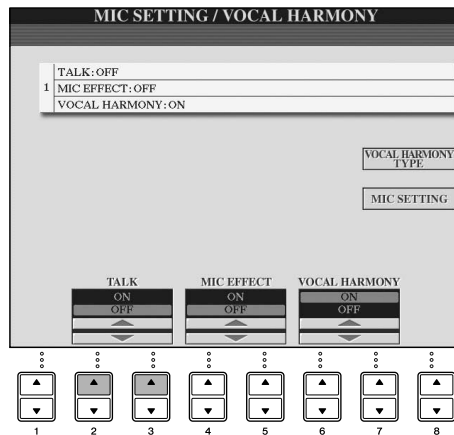 MIC SETTING / VOCAL HARMONY
TALK:OFF
1 MIC EFFECT:OFF
VOCAL HARMONY:ON
VOCAL HARMONY
TYPE
MIC SETTING
TALK MIC EFFECT VOCAL HARMONY
ON ON ON
OFF OFF OFF
1 2 3 4 5 6 7 8